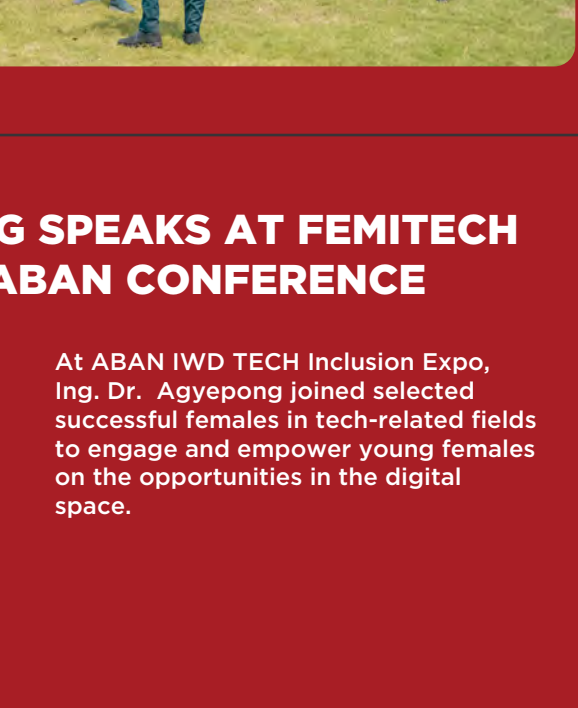 G SPEAKS AT FEMITECH
ABAN CONFERENCE
At ABAN IWD TECH Inclusion Expo,
Ing. Dr.  Agyepong joined selected
successful females in tech-related fields
to engage and empower young females
on the opportunities in the digital
space.